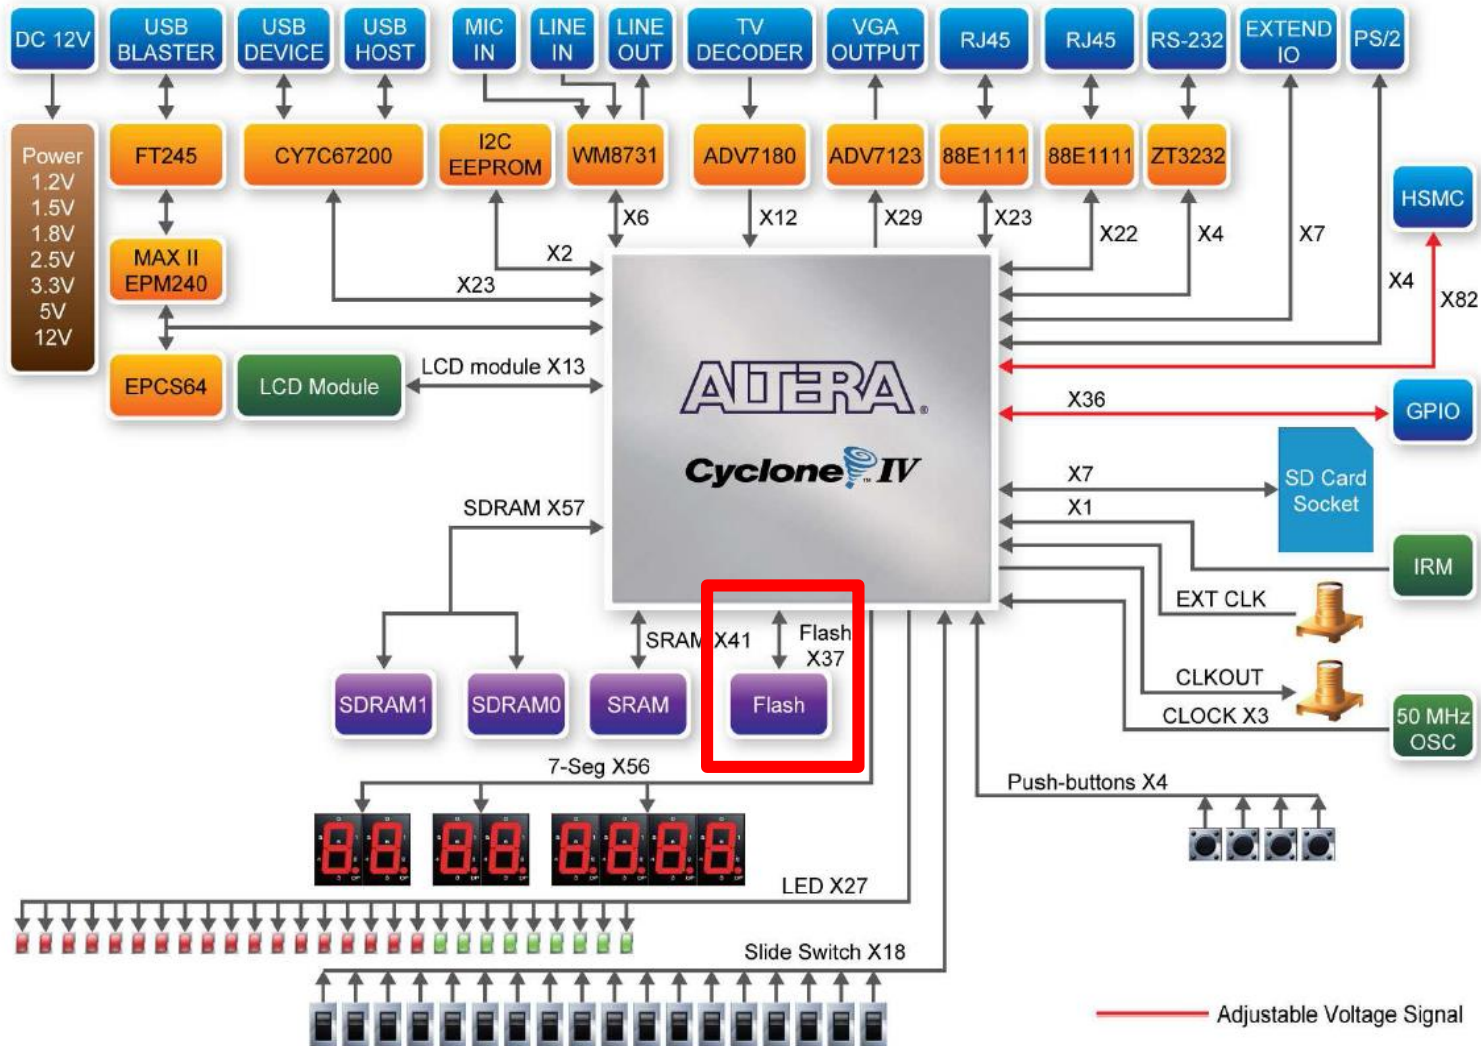 DC 12V
USB
BLASTER
USB
DEVICE
USB
HOST
MIC
IN
LINE
IN
LINE
OUT
TV
DECODER
VGA
OUTPUT
RJ45
RJ45
RS-232
EXTEND
IO
PS/2
Power
1.2V
1.5V
1.8V
2.5V
3.3V
5V
12V
FT245
CY7C67200
I2C
EEPROM
WM8731
ADV7180
ADV7123
88E1111
88E1111
ZT3232
HSMC
X6
X12
X29
X23
X22
X4
X7
X4
X82
X2
X23
MAX II
EPM240
EPCS64
LCD Module
LCD module X13
ALTERA®
Cyclone™ IV
X36
GPIO
X7
SD Card
Socket
X1
IRM
EXT CLK
CLKOUT
CLOCK X3
50 MHz
OSC
SDRAM X57
SRAM X41
Flash
X37
SDRAM1
SDRAM0
SRAM
Flash
7-Seg X56
Push-buttons X4
LED X27
Slide Switch X18
Adjustable Voltage Signal